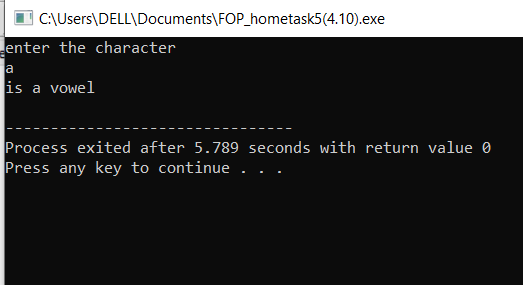 C:\Users\DELL\Documents\FOP_hometask5(4.10).exe
enter the character
a
is a vowel
--------------------------------
Process exited after 5.789 seconds with return value 0
Press any key to continue . . .